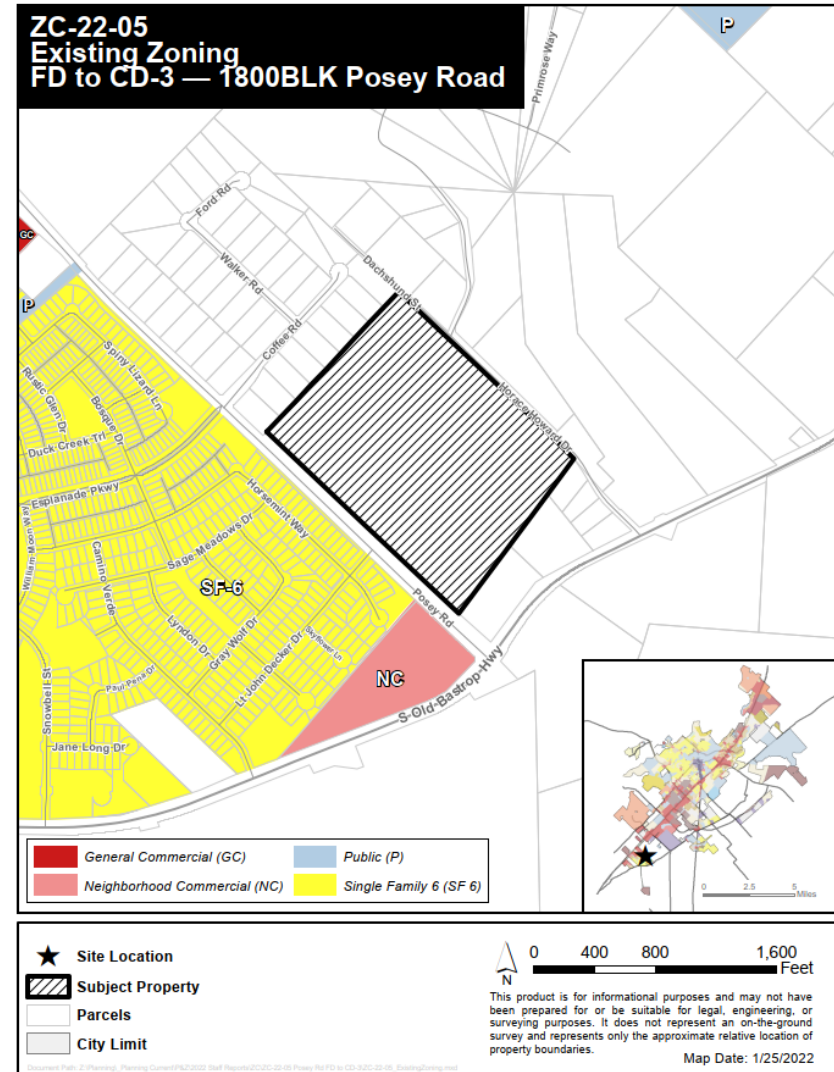 ZC-22-05
Existing Zoning
FD to CD-3 — 1800BLK Posey Road
P
Primrose Way
Ford Rd
GC
Walker Rd
Dachshund St
P
Coffee Rd
Spiny Lizard Ln
Rustic Glen Dr
Bosque Dr
Horace Howard Dr
Duck Creek Trl
Esplanade Pkwy
Horsemint Way
William Moon Way
Sage Meadows Dr
Camino Verde
SF-6
Posey Rd
Lyndon Dr
Gray Wolf Dr
Skyflower Ln
Lt John Decker Dr
NC
Paul Pena Dr
S Old Bastrop Hwy
Snowbell St
Jane Long Dr
General Commercial (GC)
Public (P)
Neighborhood Commercial (NC)
Single Family 6 (SF 6)
0 2.5 5
Miles
Site Location
Subject Property
Parcels
City Limit
N
0 400 800 1,600
Feet
This product is for informational purposes and may not have
been prepared for or be suitable for legal, engineering, or
surveying purposes. It does not represent an on-the-ground
survey and represents only the approximate relative location of
property boundaries.
Map Date: 1/25/2022